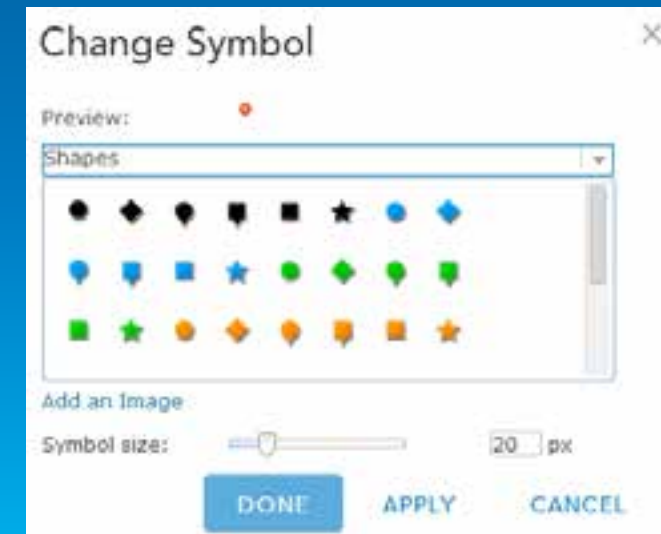 Change Symbol
Preview:
Shapes
Add an Image
Symbol size:
20 px
DONE APPLY CANCEL